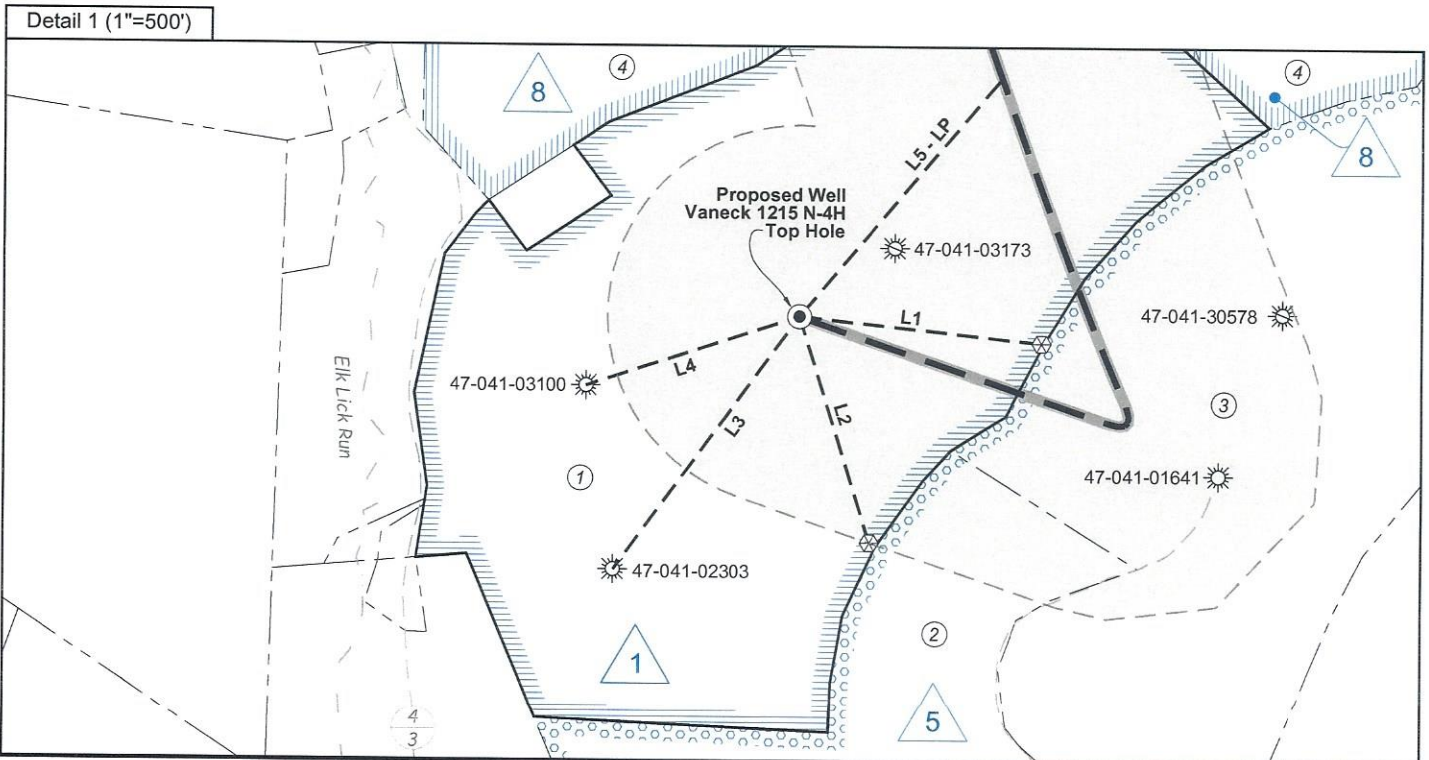 Detail 1 (1"=500')
4
8
4
8
L5 - LP
Proposed Well
Vaneck 1215 N-4H
Top Hole
47-041-03173
L1
47-041-30578
Elk Lick Run
47-041-03100
L4
L3
L2
3
1
47-041-01641
47-041-02303
2
1
5
4
3